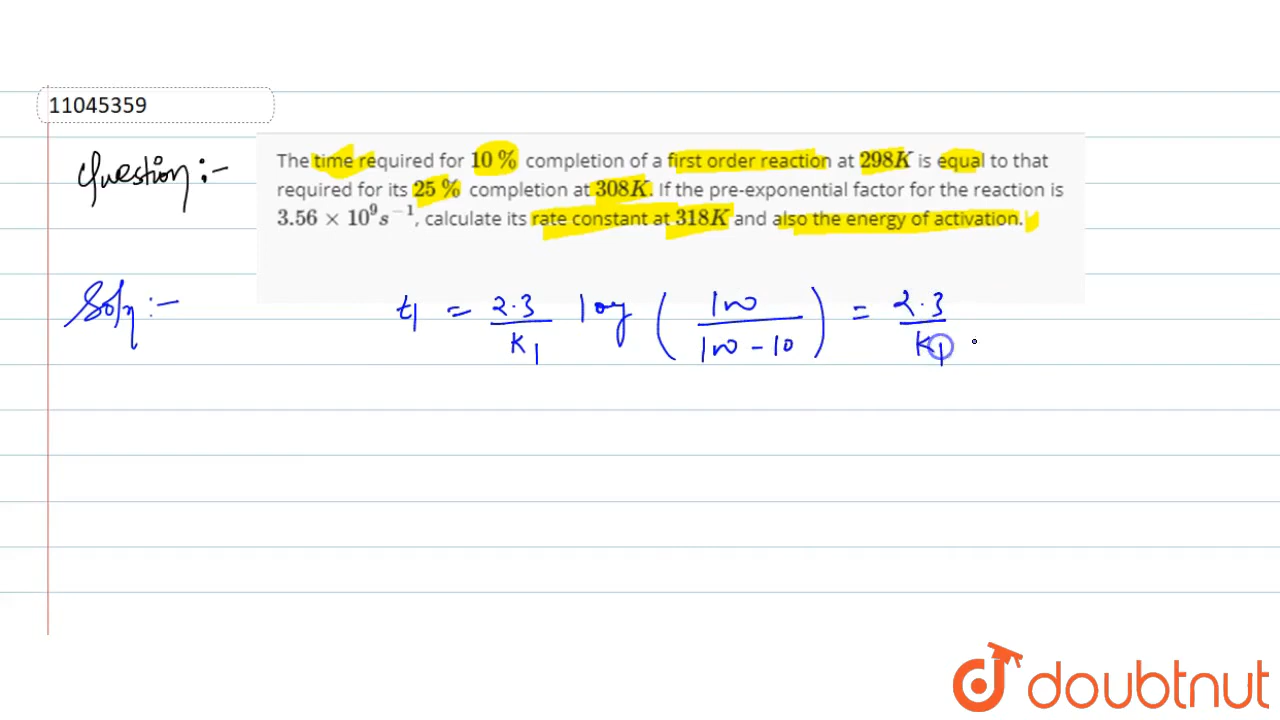 11045359
Question:-
The time required for 10 % completion of a first order reaction at 298K is equal to that
required for its 25 % completion at 308K. If the pre-exponential factor for the reaction is
3.56 × 10^9 s^−1, calculate its rate constant at 318K and also the energy of activation.
Soln:- t1 = 2.3/K1 log (100/100-10) = 2.3/K1
doubtnut